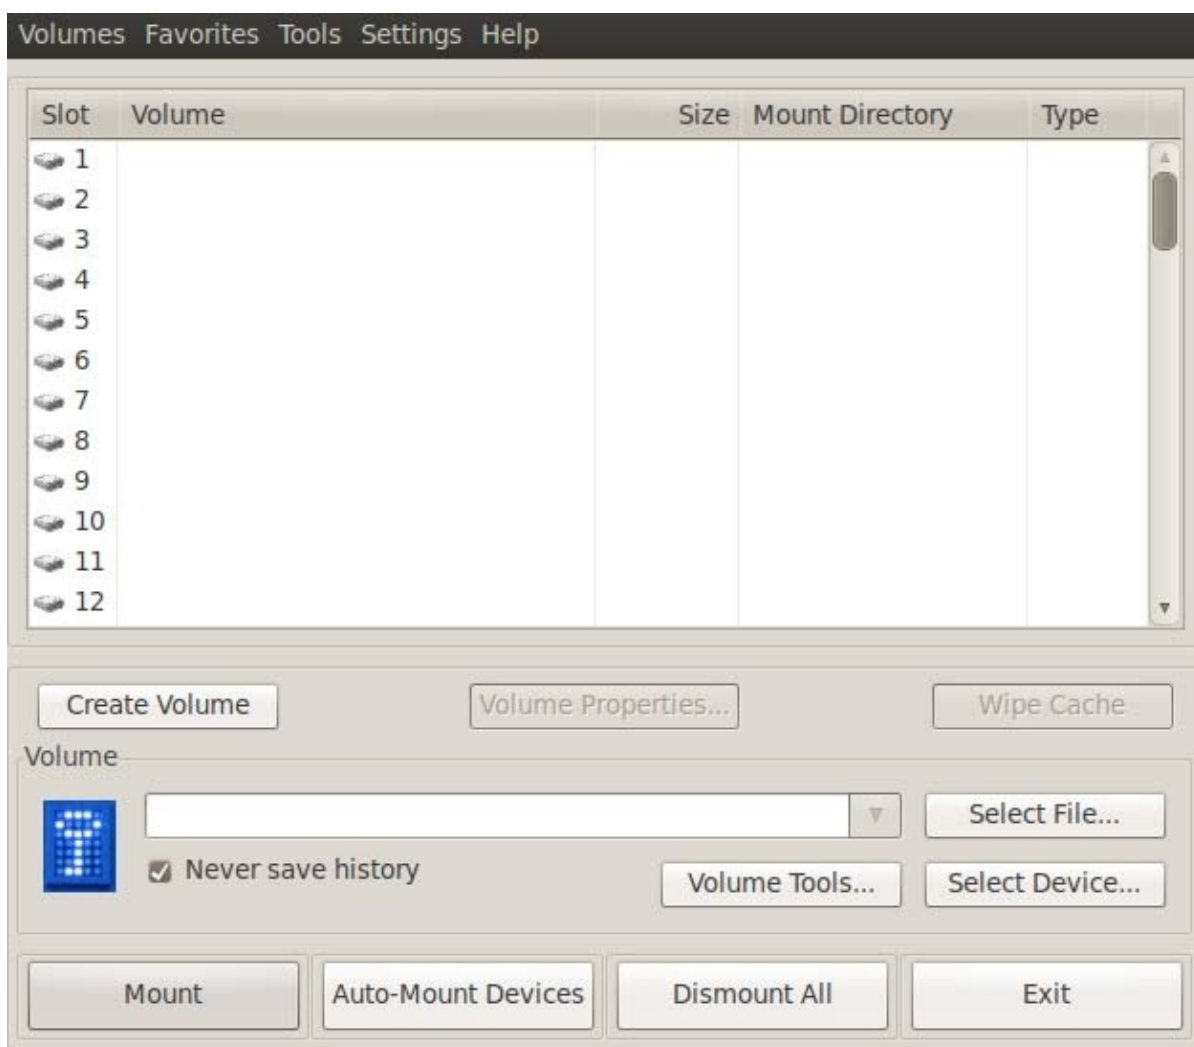 Volumes Favorites Tools Settings Help
Slot Volume Size Mount Directory Type
1
2
3
4
5
6
7
8
9
10
11
12
Create Volume Volume Properties... Wipe Cache
Volume
Select File...
Never save history
Volume Tools... Select Device...
Mount Auto-Mount Devices Dismount All Exit